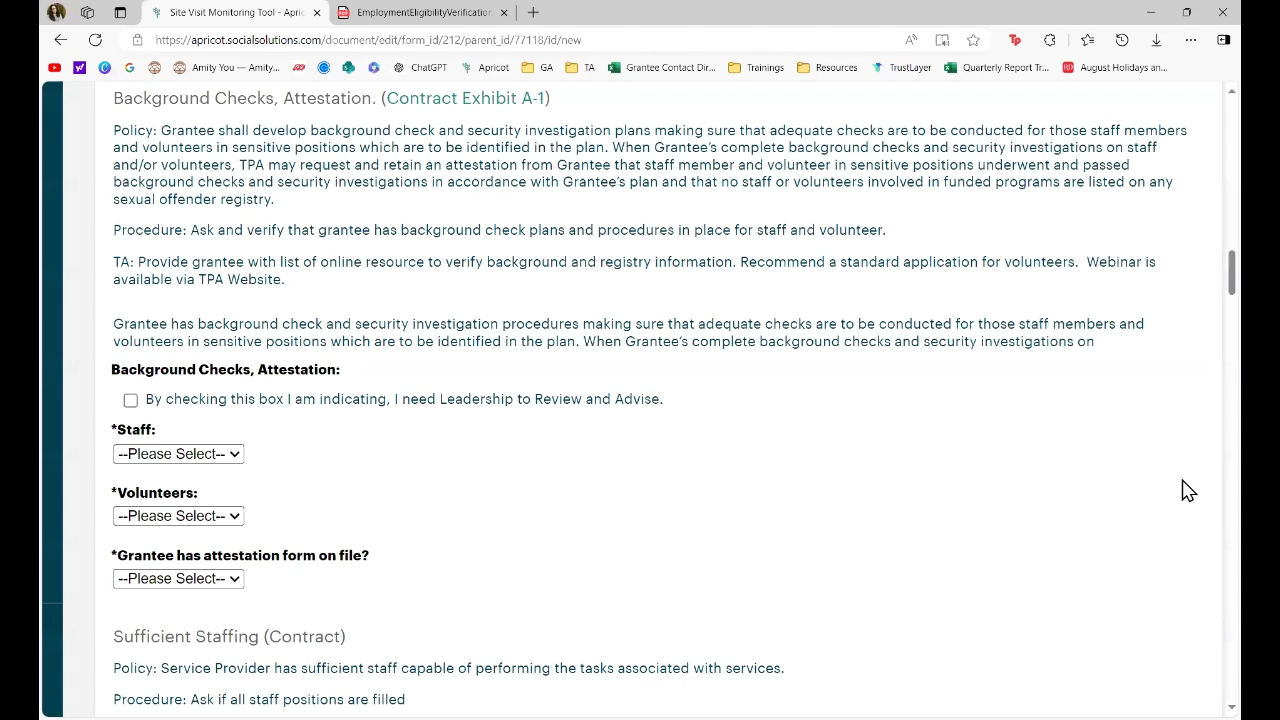 Site Visit Monitoring Tool - Apric
EmploymentEligibilityVerification
https://apricot.socialsolutions.com/document/edit/form_id/212/parent_id/77118/id/new
Amity You — Amity...
ChatGPT
Apricot
GA
TA
Grantee Contact Dir...
Trainings
Resources
TrustLayer
Quarterly Report Tr...
August Holidays an...
Background Checks, Attestation. (Contract Exhibit A-1)
Policy: Grantee shall develop background check and security investigation plans making sure that adequate checks are to be conducted for those staff members
and volunteers in sensitive positions which are to be identified in the plan. When Grantee's complete background checks and security investigations on staff
and/or volunteers, TPA may request and retain an attestation from Grantee that staff member and volunteer in sensitive positions underwent and passed
background checks and security investigations in accordance with Grantee's plan and that no staff or volunteers involved in funded programs are listed on any
sexual offender registry.
Procedure: Ask and verify that grantee has background check plans and procedures in place for staff and volunteer.
TA: Provide grantee with list of online resource to verify background and registry information. Recommend a standard application for volunteers. Webinar is
available via TPA Website.
Grantee has background check and security investigation procedures making sure that adequate checks are to be conducted for those staff members and
volunteers in sensitive positions which are to be identified in the plan. When Grantee's complete background checks and security investigations on
Background Checks, Attestation:
By checking this box I am indicating, I need Leadership to Review and Advise.
*Staff:
--Please Select--
*Volunteers:
--Please Select--
*Grantee has attestation form on file?
--Please Select--
Sufficient Staffing (Contract)
Policy: Service Provider has sufficient staff capable of performing the tasks associated with services.
Procedure: Ask if all staff positions are filled